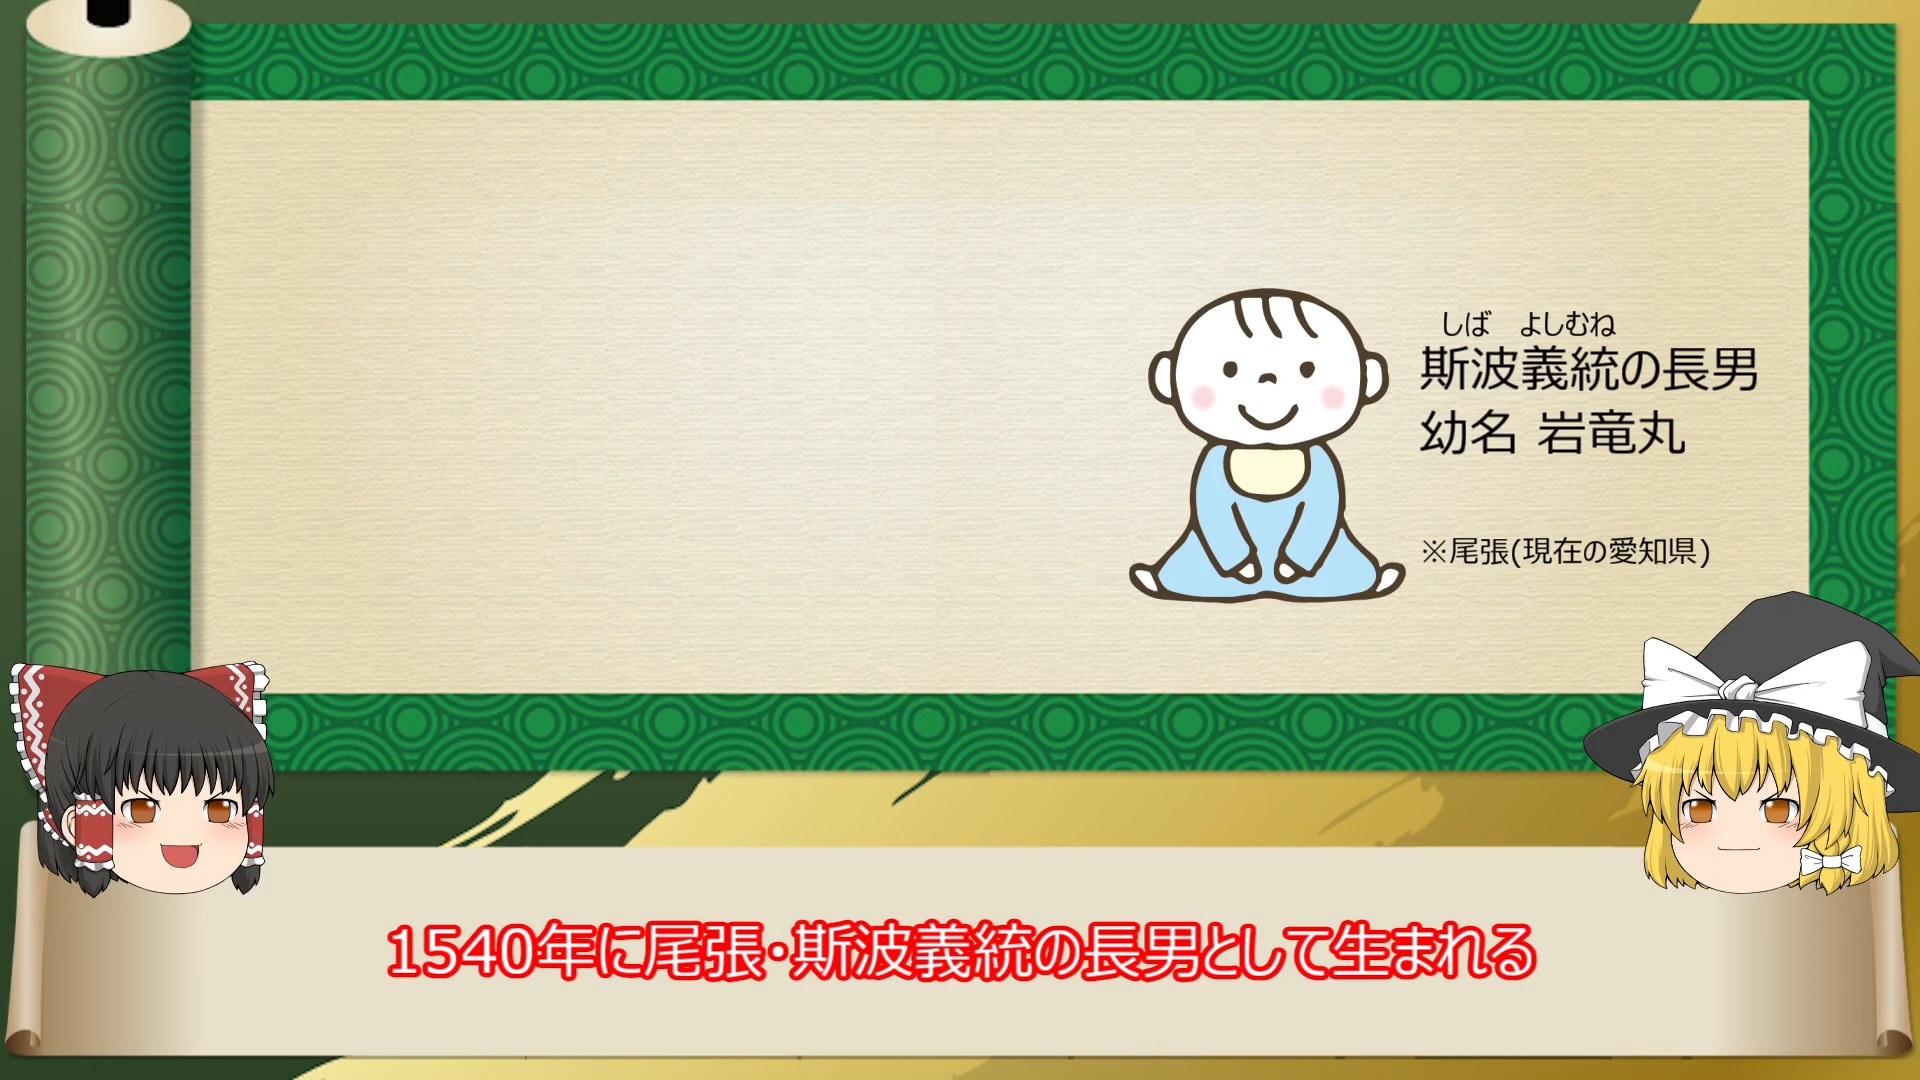 しば よしむね
斯波義統の長男
幼名 岩竜丸
※尾張(現在の愛知県)
1540年に尾張・斯波義統の長男として生まれる